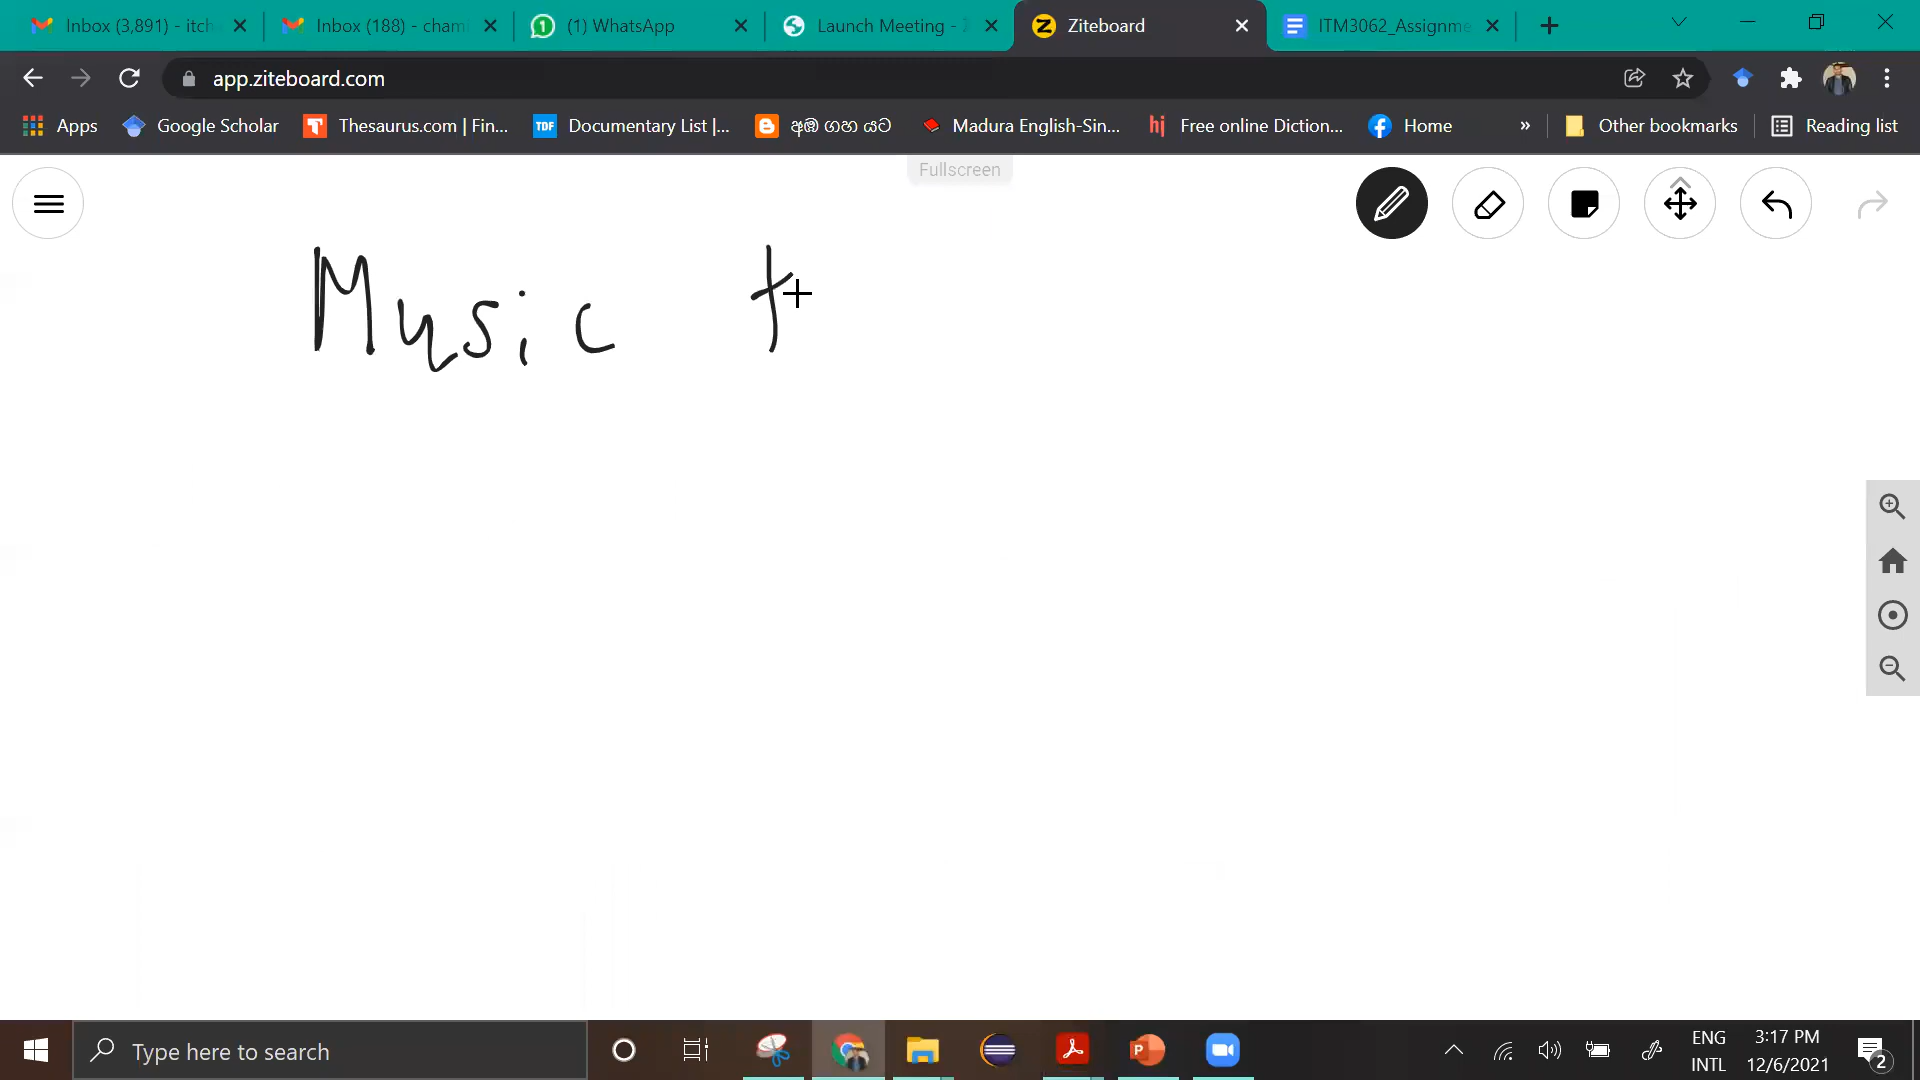 Inbox (3,891) - itch
Inbox (188) - cham
(1) WhatsApp
Launch Meeting -
Ziteboard
ITM3062_Assignme
app.ziteboard.com
Apps
Google Scholar
Thesaurus.com | Fin...
TDF
Documentary List |...
අඹ ගහ යට
Madura English-Sin...
hj
Free online Diction...
Home
»
Other bookmarks
Reading list
Fullscreen
Music t
Type here to search
ENG
INTL
3:17 PM
12/6/2021
2